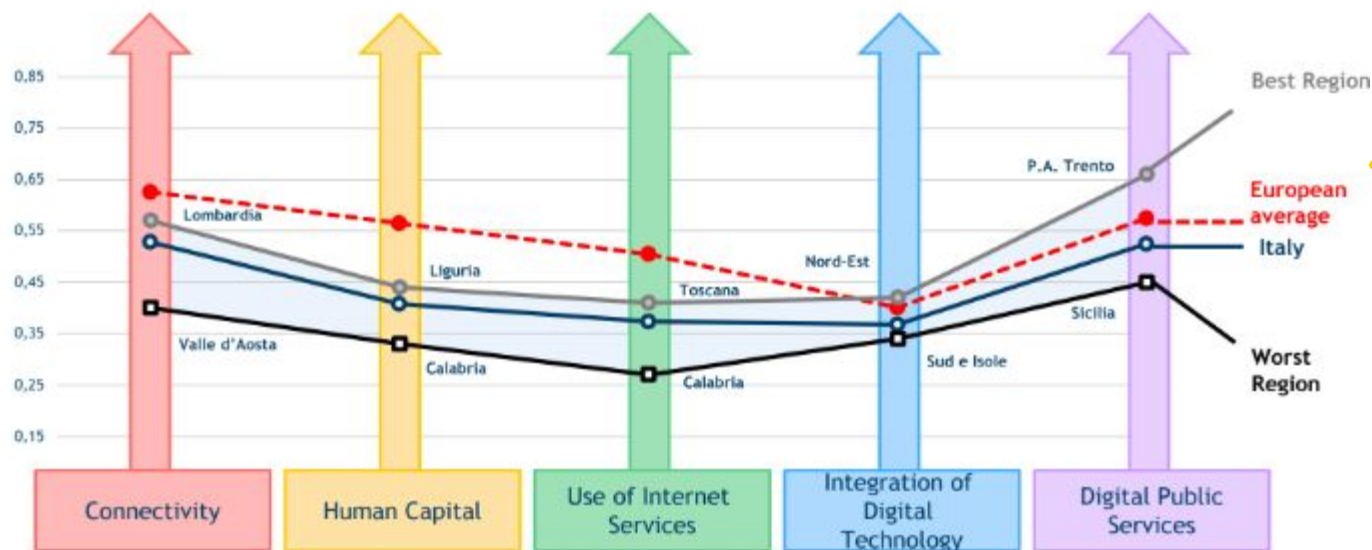 0,85
0,75
0,65
0,55
0,45
0,35
0,25
0,15
Best Region
European
average
Italy
Worst
Region
Lombardia
Valle d'Aosta
Liguria
Calabria
Toscana
Calabria
Nord-Est
Sud e Isole
P.A. Trento
Sicilia
Connectivity
Human Capital
Use of Internet
Services
Integration of
Digital
Technology
Digital Public
Services